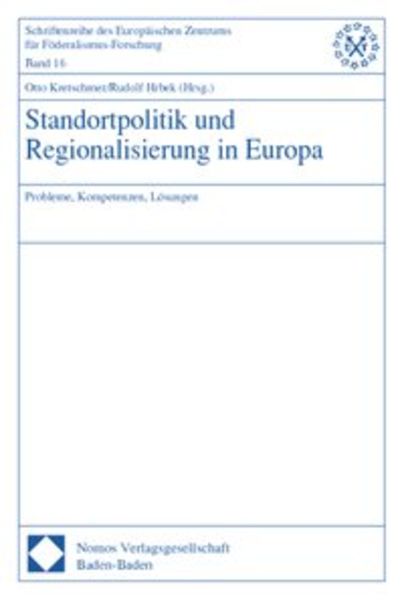 Schriftenreihe des Europäischen Zentrums
für Föderalismus-Forschung
Band 16
Otto Kretschmer/Rudolf Hrbek (Hrsg.)
Standortpolitik und
Regionalisierung in Europa
Probleme, Kompetenzen, Lösungen
Nomos Verlagsgesellschaft
Baden-Baden